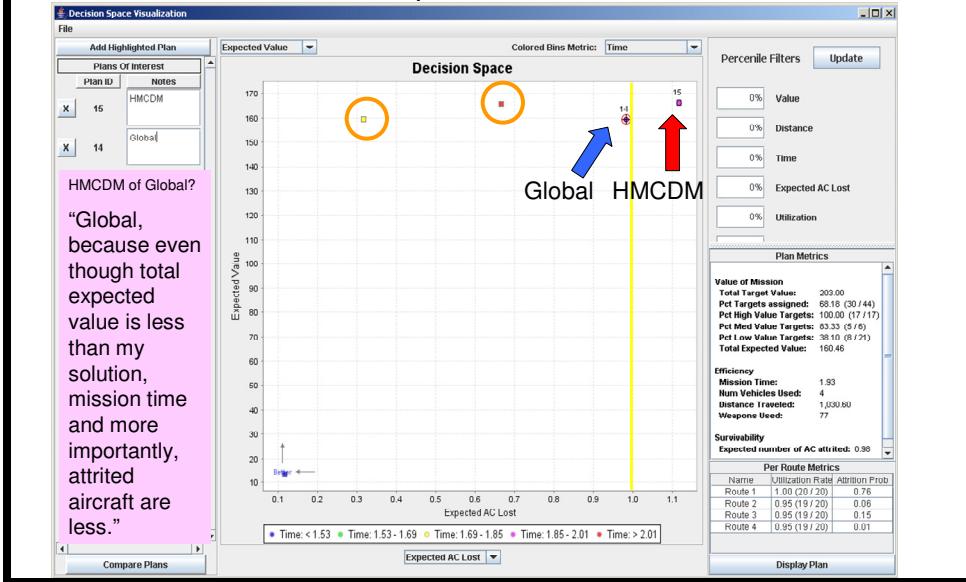 Decision Space Visualization
File
Add Highlighted Plan
Plans Of Interest
Plan ID Notes
X 15 HMCDM
X 14 Global
HMCDM of Global?
“Global,
because even
though total
expected
value is less
than my
solution,
mission time
and more
importantly,
attrited
aircraft are
less.”
Compare Plans
Expected Value Colored Bins Metric: Time
Decision Space
170
160
150
140
130
120
110
100
90
80
70
60
50
40
30
20
10
Expected Value
15
14
Global HMCDM
Better
0.1 0.2 0.3 0.4 0.5 0.6 0.7 0.8 0.9 1.0 1.1
Expected AC Lost
Time: < 1.53 Time: 1.53 - 1.69 Time: 1.69 - 1.85 Time: 1.85 - 2.01 Time: > 2.01
Expected AC Lost
Percenile Filters Update
0% Value
0% Distance
0% Time
0% Expected AC Lost
0% Utilization
Plan Metrics
Value of Mission
Total Target Value: 203.00
Pct Targets assigned: 68.18 (30 / 44)
Pct High Value Targets: 100.00 (17 / 17)
Pct Med Value Targets: 83.33 (5 / 6)
Pct Low Value Targets: 38.10 (8 / 21)
Total Expected Value: 160.46
Efficiency
Mission Time: 1.93
Num Vehicles Used: 4
Distance Traveled: 1,030.60
Weapons Used: 77
Survivability
Expected number of AC attrited: 0.98
Per Route Metrics
Name Utilization Rate Attrition Prob
Route 1 1.00 (20 / 20) 0.76
Route 2 0.95 (19 / 20) 0.06
Route 3 0.95 (19 / 20) 0.15
Route 4 0.95 (19 / 20) 0.01
Display Plan